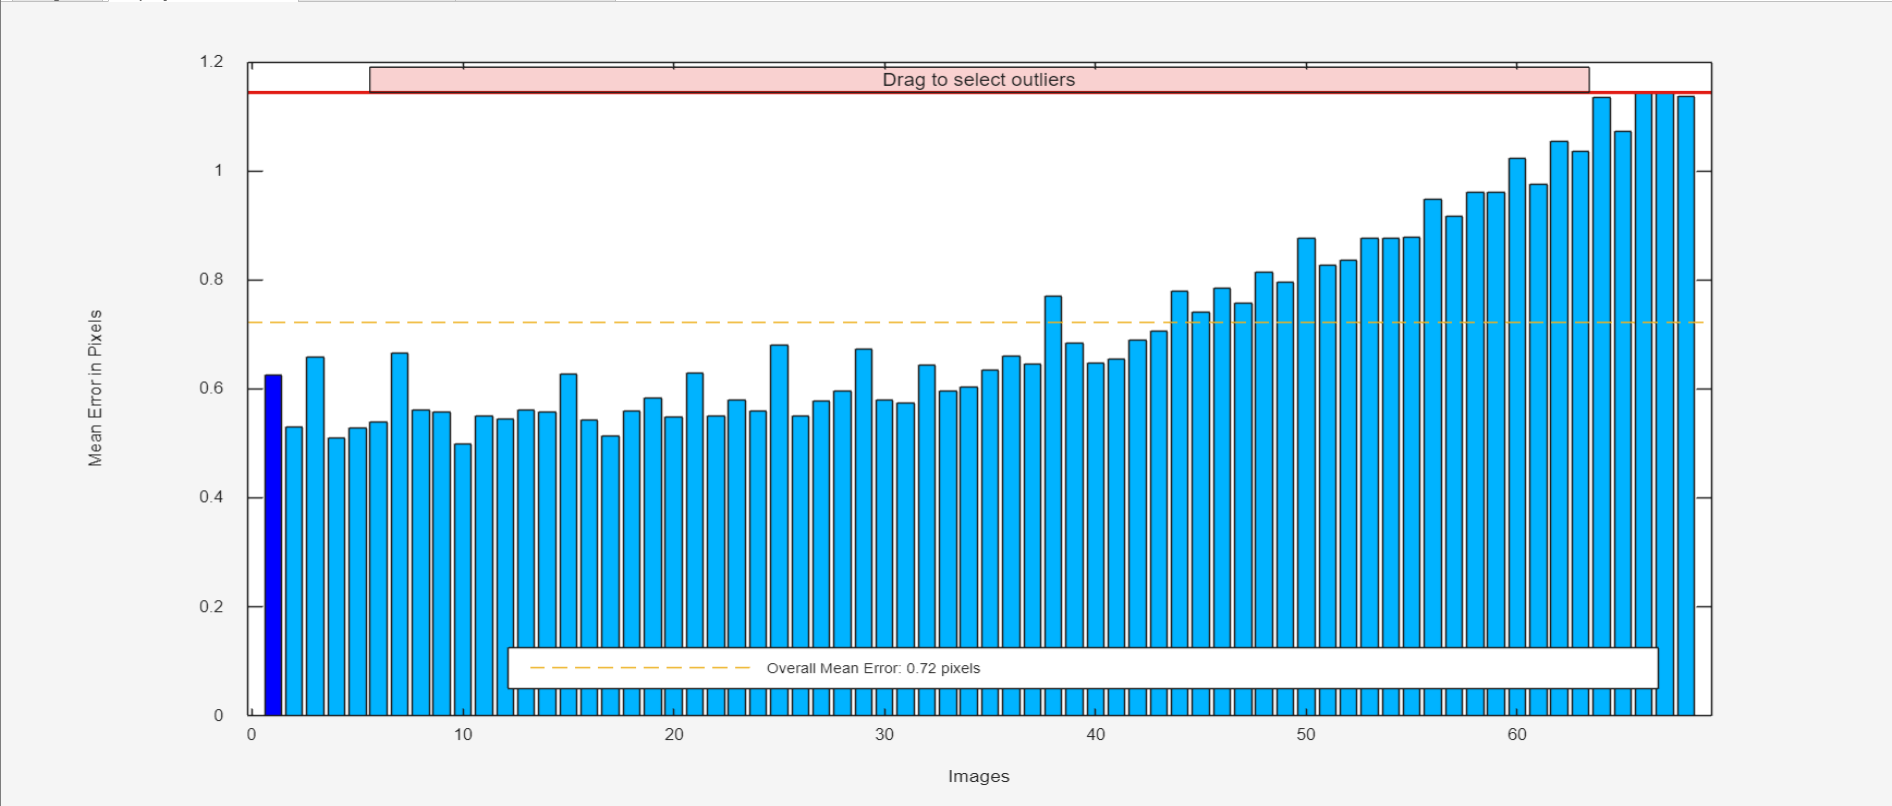 1.2
Drag to select outliers
1
0.8
0.6
0.4
0.2
0
Mean Error in Pixels
Overall Mean Error: 0.72 pixels
0 10 20 30 40 50 60
Images